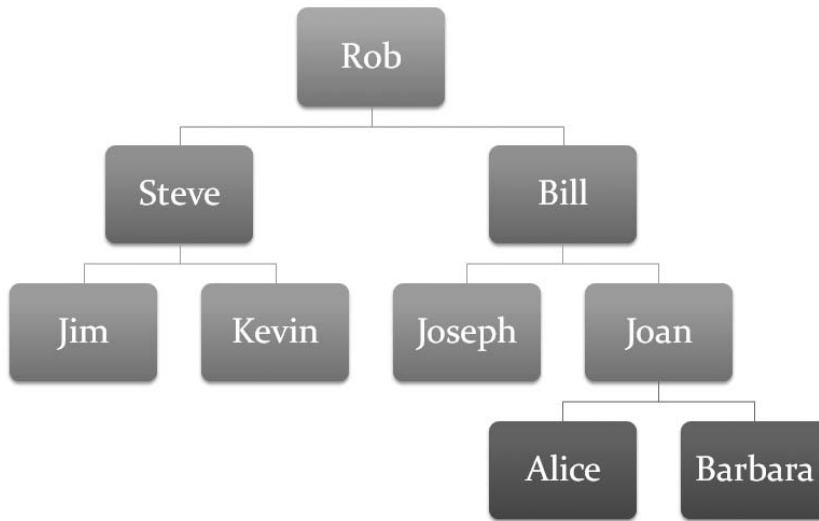 Rob
Steve
Bill
Jim
Kevin
Joseph
Joan
Alice
Barbara